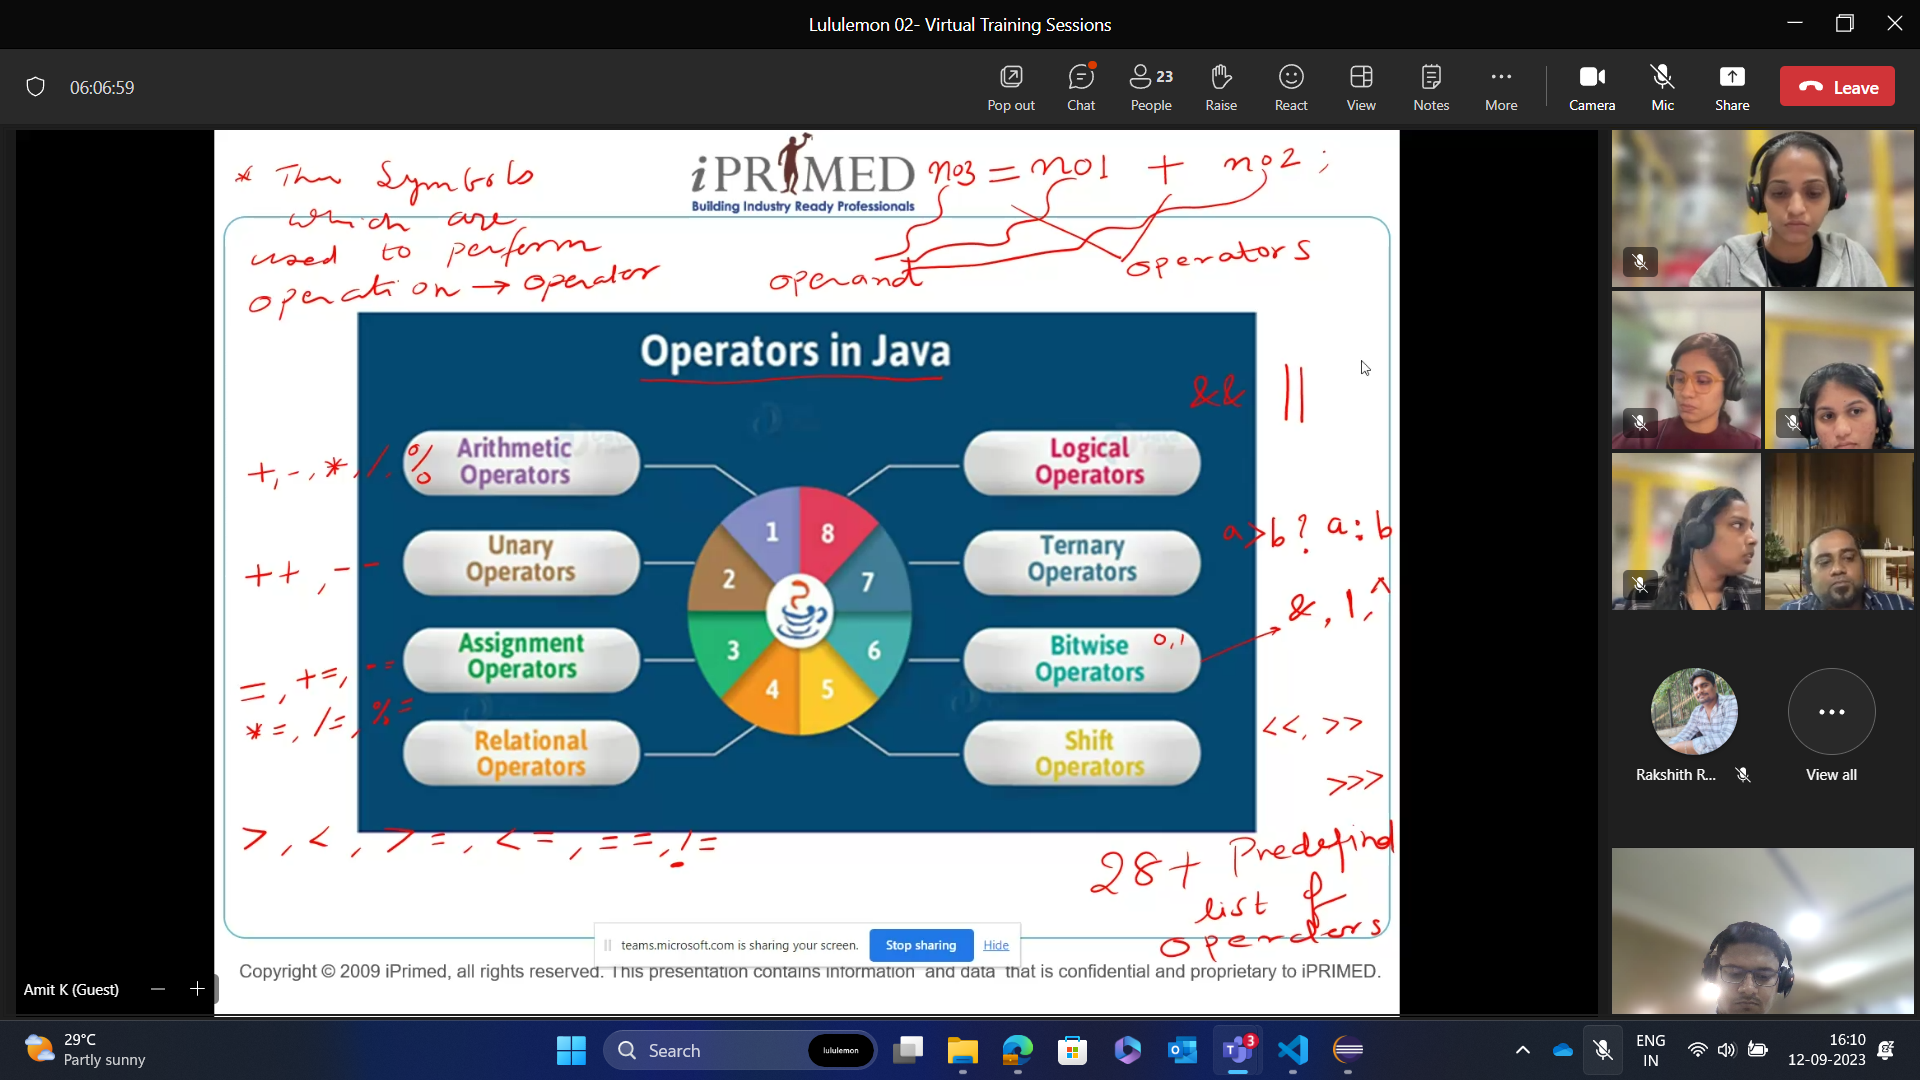 Lululemon 02- Virtual Training Sessions
06:06:59
Pop out
Chat
23
People
Raise
React
View
Notes
More
Camera
Mic
Share
Leave
* The Symbols
which are
used to perform
operation → operator
iPRIMED
Building Industry Ready Professionals
no3 = no1 + no2 ;
operand
operators
Operators in Java
&& ||
Arithmetic
Operators
+, -, *, /, %
Unary
Operators
++ , --
Assignment
Operators
= , +=, -=
*=, /=, %=
Relational
Operators
> , < , >= , <= , == , !=
Logical
Operators
Ternary
Operators
a>b? a:b
Bitwise
Operators
0,1
& , | , ^
Shift
Operators
<<, >>
>>>
1
2
3
4
5
6
7
8
28+ Predefind
list of
operators
teams.microsoft.com is sharing your screen.
Stop sharing
Hide
Copyright © 2009 iPrimed, all rights reserved. This presentation contains information and data that is confidential and proprietary to iPRIMED.
Amit K (Guest)
Rakshith R...
View all
29°C
Partly sunny
Search
lululemon
3
ENG
IN
16:10
12-09-2023